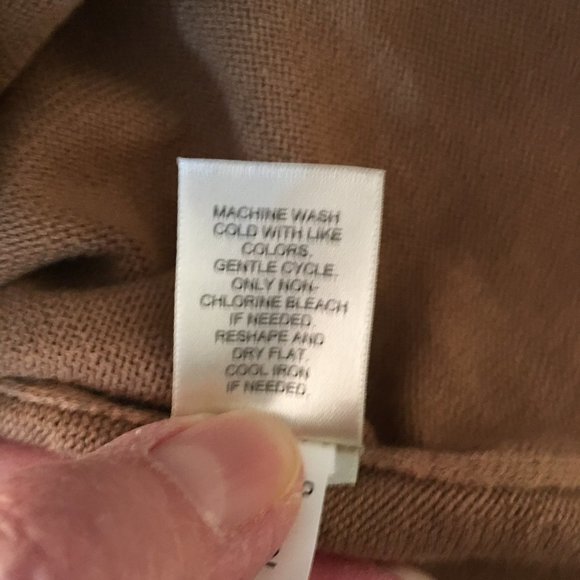 MACHINE WASH
COLD WITH LIKE
COLORS,
GENTLE CYCLE,
ONLY NON-
CHLORINE BLEACH
IF NEEDED.
RESHAPE AND
DRY FLAT.
COOL IRON
IF NEEDED.